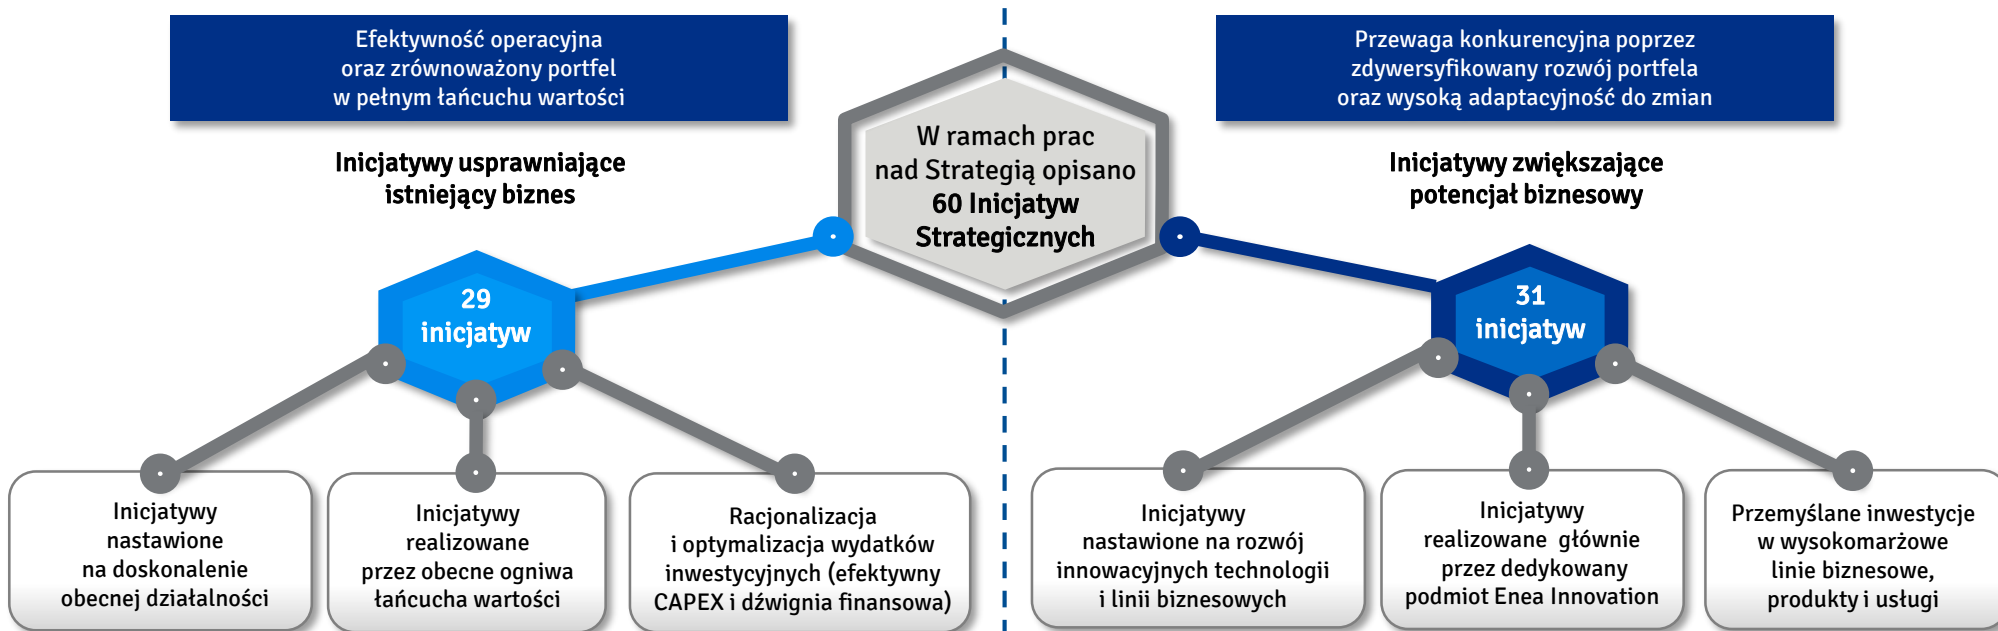 Efektywność operacyjna
oraz zrównoważony portfel
w pełnym łańcuchu wartości
Inicjatywy usprawniające
istniejący biznes
W ramach prac
nad Strategią opisano
60 Inicjatyw
Strategicznych
Przewaga konkurencyjna poprzez
zdywersyfikowany rozwój portfela
oraz wysoką adaptacyjność do zmian
Inicjatywy zwiększające
potencjał biznesowy
29
inicjatyw
31
inicjatyw
Inicjatywy
nastawione
na doskonalenie
obecnej działalności
Inicjatywy
realizowane
przez obecne ogniwa
łańcucha wartości
Racjonalizacja
i optymalizacja wydatków
inwestycyjnych (efektywny
CAPEX i dźwignia finansowa)
Inicjatywy
nastawione na rozwój
innowacyjnych technologii
i linii biznesowych
Inicjatywy
realizowane głównie
przez dedykowany
podmiot Enea Innovation
Przemyślane inwestycje
w wysokomarżowe
linie biznesowe,
produkty i usługi